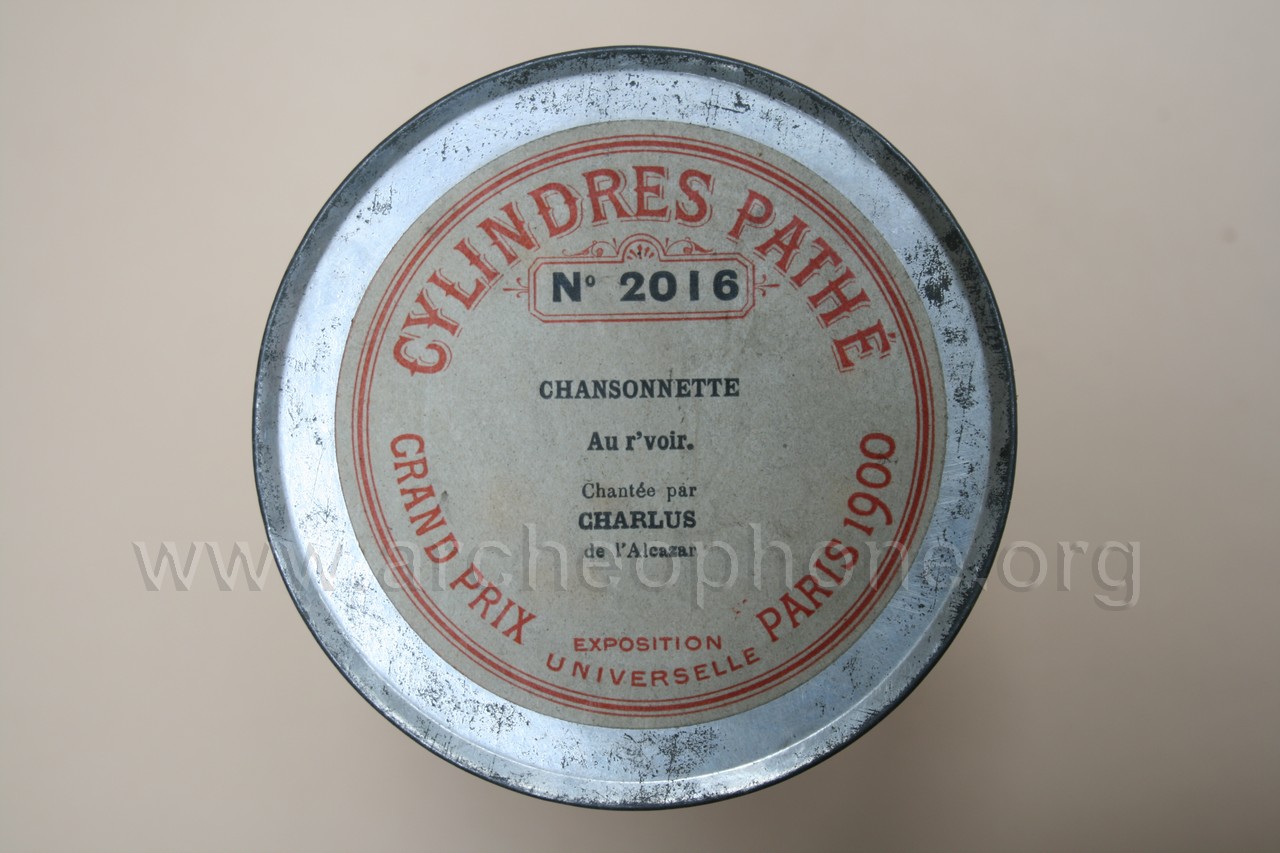 CYLINDRES PATHÉ
Nº 2016
CHANSONNETTE
Au r'voir.
Chantée par
CHARLUS
de l'Alcazar
GRAND PRIX
EXPOSITION
UNIVERSELLE
PARIS 1900
www.archeophone.org